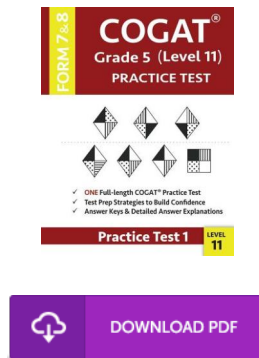 FORM 7&8
COGAT®
Grade 5 (Level 11)
PRACTICE TEST
✓ ONE Full-length COGAT® Practice Test
✓ Test Prep Strategies to Build Confidence
✓ Answer Keys & Detailed Answer Explanations
Practice Test 1
LEVEL
11
DOWNLOAD PDF